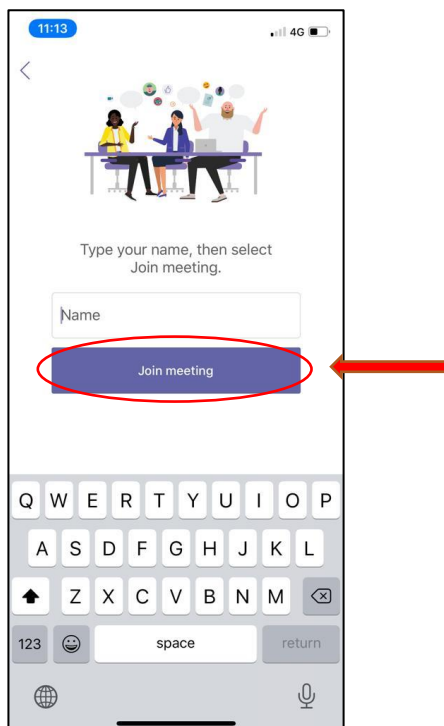 11:13 4G
Type your name, then select
Join meeting.
Name
Join meeting
Q W E R T Y U I O P
A S D F G H J K L
Z X C V B N M
123 space return